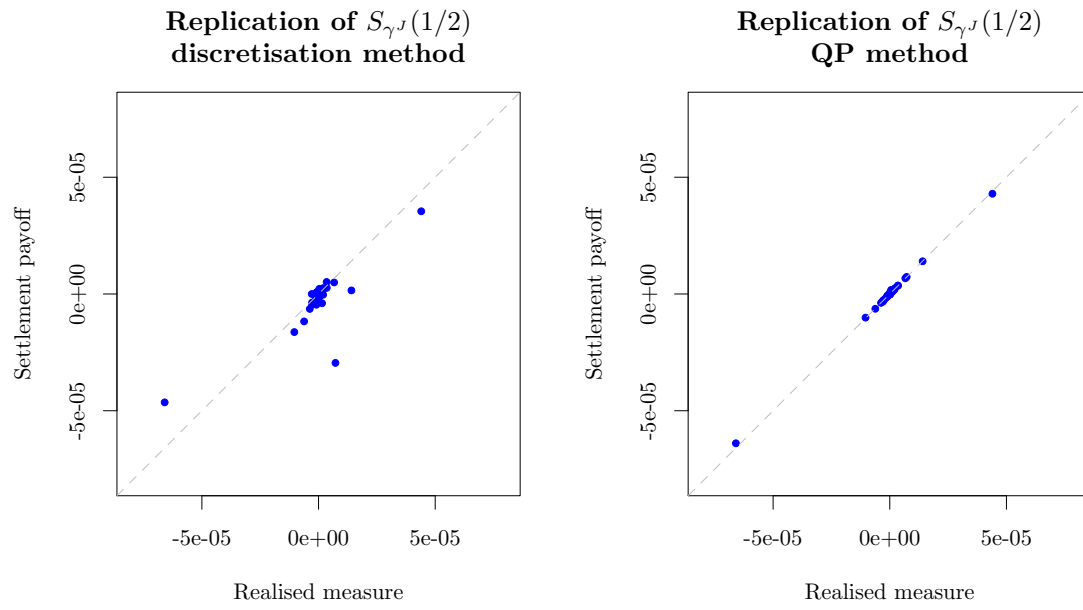 Replication of $S_{\gamma^J}(1/2)$
discretisation method
Settlement payoff
5e-05
0e+00
-5e-05
-5e-05 0e+00 5e-05
Realised measure
Replication of $S_{\gamma^J}(1/2)$
QP method
Settlement payoff
5e-05
0e+00
-5e-05
-5e-05 0e+00 5e-05
Realised measure